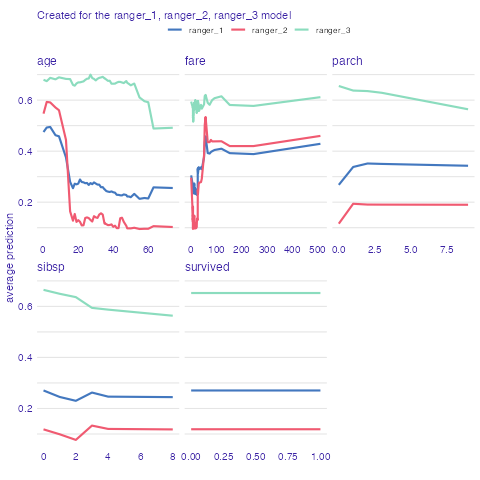 Created for the ranger_1, ranger_2, ranger_3 model
ranger_1 ranger_2 ranger_3
age fare parch
0.6
0.4
0.2
0 20 40 60 0 100 200 300 400 500 0.0 2.5 5.0 7.5
sibsp survived
0.6
0.4
0.2
0 2 4 6 8 0.00 0.25 0.50 0.75 1.00
average prediction